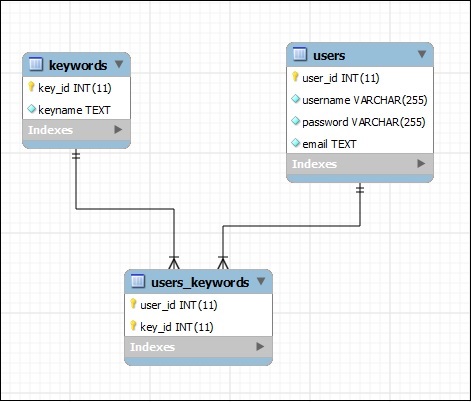 keywords
key_id INT(11)
keyname TEXT
Indexes
users
user_id INT(11)
username VARCHAR(255)
password VARCHAR(255)
email TEXT
Indexes
users_keywords
user_id INT(11)
key_id INT(11)
Indexes